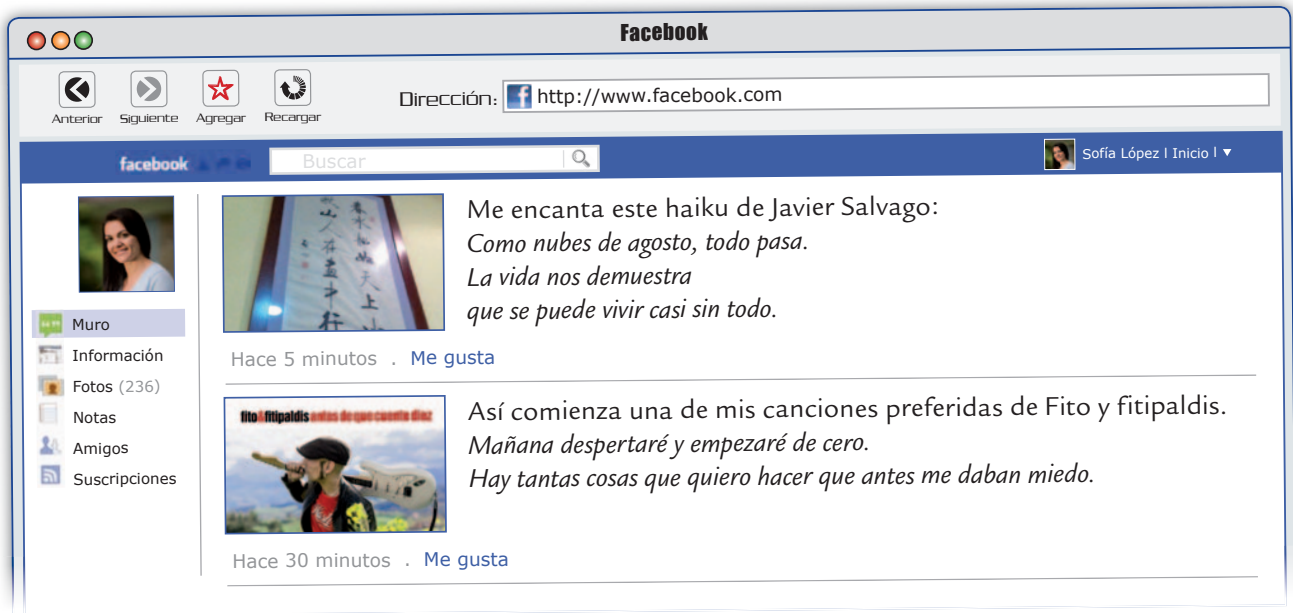 Facebook
Anterior
Siguiente
Agregar
Recargar
Dirección: http://www.facebook.com
facebook
Buscar
Sofía López | Inicio |
Muro
Información
Fotos (236)
Notas
Amigos
Suscripciones
Me encanta este haiku de Javier Salvago:
Como nubes de agosto, todo pasa.
La vida nos demuestra
que se puede vivir casi sin todo.
Hace 5 minutos . Me gusta
fito&fitipaldis antes de que cuente diez
Así comienza una de mis canciones preferidas de Fito y fitipaldis.
Mañana despertaré y empezaré de cero.
Hay tantas cosas que quiero hacer que antes me daban miedo.
Hace 30 minutos . Me gusta